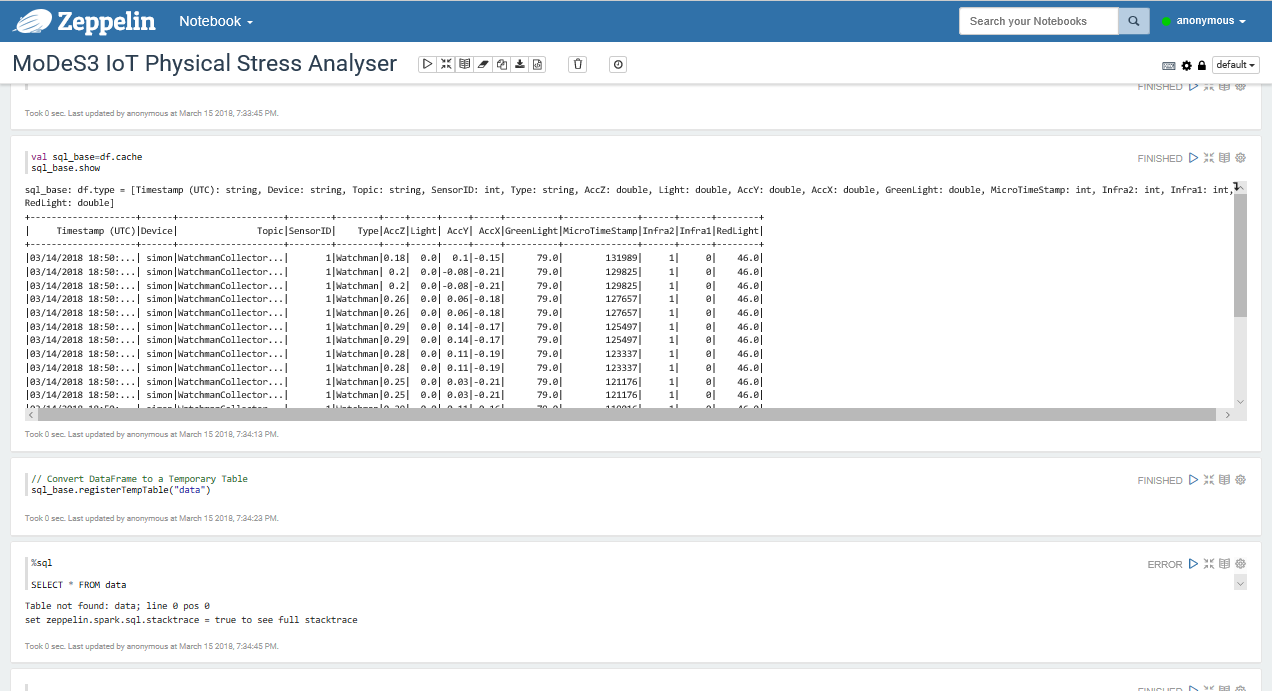 Zeppelin Notebook Search your Notebooks anonymous
MoDeS3 IoT Physical Stress Analyser default
FINISHED
Took 0 sec. Last updated by anonymous at March 15 2018, 7:33:45 PM.
val sql_base=df.cache FINISHED
sql_base.show
sql_base: df.type = [Timestamp (UTC): string, Device: string, Topic: string, SensorID: int, Type: string, AccZ: double, Light: double, AccY: double, AccX: double, GreenLight: double, MicroTimeStamp: int, Infra2: int, Infra1: int,
RedLight: double]
+--------------------+------+--------------------+--------+--------+----+-----+-----+-----+----------+--------------+------+------+--------+
|     Timestamp (UTC)|Device|               Topic|SensorID|    Type|AccZ|Light| AccY| AccX|GreenLight|MicroTimeStamp|Infra2|Infra1|RedLight|
+--------------------+------+--------------------+--------+--------+----+-----+-----+-----+----------+--------------+------+------+--------+
|03/14/2018 18:50:...| simon|WatchmanCollector...|       1|Watchman|0.18|  0.0|  0.1|-0.15|      79.0|        131989|     1|     0|    46.0|
|03/14/2018 18:50:...| simon|WatchmanCollector...|       1|Watchman| 0.2|  0.0|-0.08|-0.21|      79.0|        129825|     1|     0|    46.0|
|03/14/2018 18:50:...| simon|WatchmanCollector...|       1|Watchman| 0.2|  0.0|-0.08|-0.21|      79.0|        129825|     1|     0|    46.0|
|03/14/2018 18:50:...| simon|WatchmanCollector...|       1|Watchman|0.26|  0.0| 0.06|-0.18|      79.0|        127657|     1|     0|    46.0|
|03/14/2018 18:50:...| simon|WatchmanCollector...|       1|Watchman|0.26|  0.0| 0.06|-0.18|      79.0|        127657|     1|     0|    46.0|
|03/14/2018 18:50:...| simon|WatchmanCollector...|       1|Watchman|0.29|  0.0| 0.14|-0.17|      79.0|        125497|     1|     0|    46.0|
|03/14/2018 18:50:...| simon|WatchmanCollector...|       1|Watchman|0.29|  0.0| 0.14|-0.17|      79.0|        125497|     1|     0|    46.0|
|03/14/2018 18:50:...| simon|WatchmanCollector...|       1|Watchman|0.28|  0.0| 0.11|-0.19|      79.0|        123337|     1|     0|    46.0|
|03/14/2018 18:50:...| simon|WatchmanCollector...|       1|Watchman|0.28|  0.0| 0.11|-0.19|      79.0|        123337|     1|     0|    46.0|
|03/14/2018 18:50:...| simon|WatchmanCollector...|       1|Watchman|0.25|  0.0| 0.03|-0.21|      79.0|        121176|     1|     0|    46.0|
|03/14/2018 18:50:...| simon|WatchmanCollector...|       1|Watchman|0.25|  0.0| 0.03|-0.21|      79.0|        121176|     1|     0|    46.0|
Took 0 sec. Last updated by anonymous at March 15 2018, 7:34:13 PM.
// Convert DataFrame to a Temporary Table FINISHED
sql_base.registerTempTable("data")
Took 0 sec. Last updated by anonymous at March 15 2018, 7:34:23 PM.
%sql ERROR
SELECT * FROM data
Table not found: data; line 0 pos 0
set zeppelin.spark.sql.stacktrace = true to see full stacktrace
Took 0 sec. Last updated by anonymous at March 15 2018, 7:34:45 PM.
FINISHED